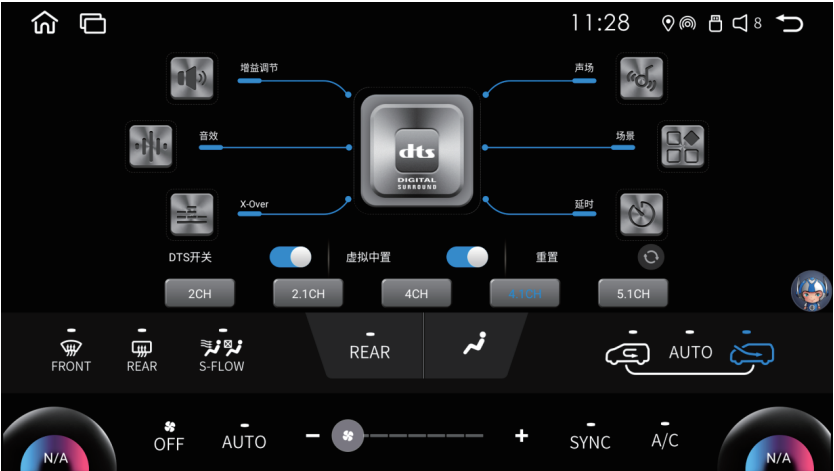 11:28
8
增益调节
声场
音效
场景
dts
DIGITAL
SURROUND
X-Over
延时
DTS开关
虚拟中置
重置
2CH
2.1CH
4CH
4.1CH
5.1CH
FRONT
REAR
S-FLOW
REAR
AUTO
N/A
OFF
AUTO
SYNC
A/C
N/A